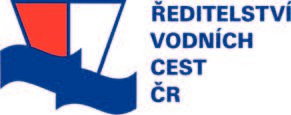 ŘEDITELSTVÍ
VODNÍCH
CEST
ČR